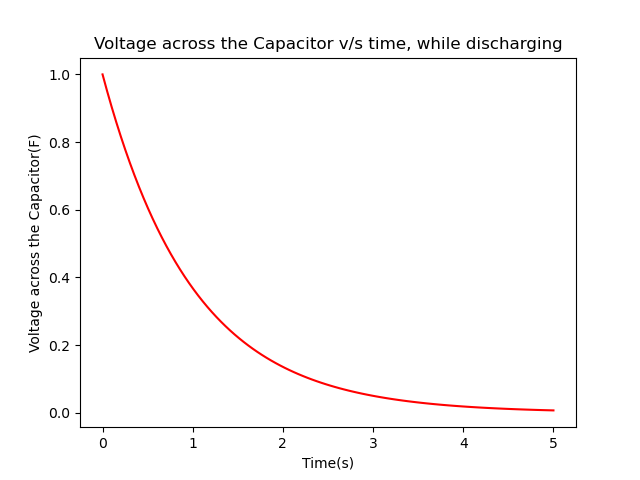 Voltage across the Capacitor v/s time, while discharging
Voltage across the Capacitor(F)
1.0
0.8
0.6
0.4
0.2
0.0
0 1 2 3 4 5
Time(s)